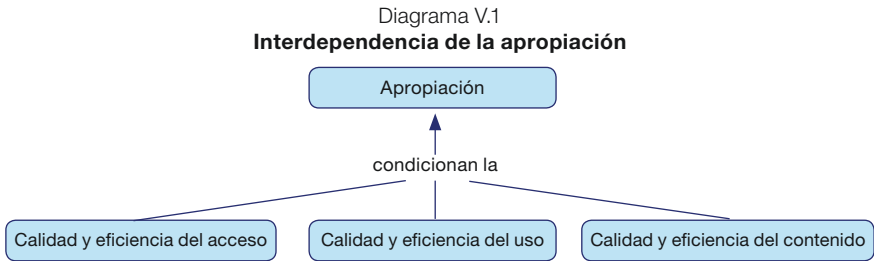 Diagrama V.1
Interdependencia de la apropiación
Apropiación
condicionan la
Calidad y eficiencia del acceso
Calidad y eficiencia del uso
Calidad y eficiencia del contenido